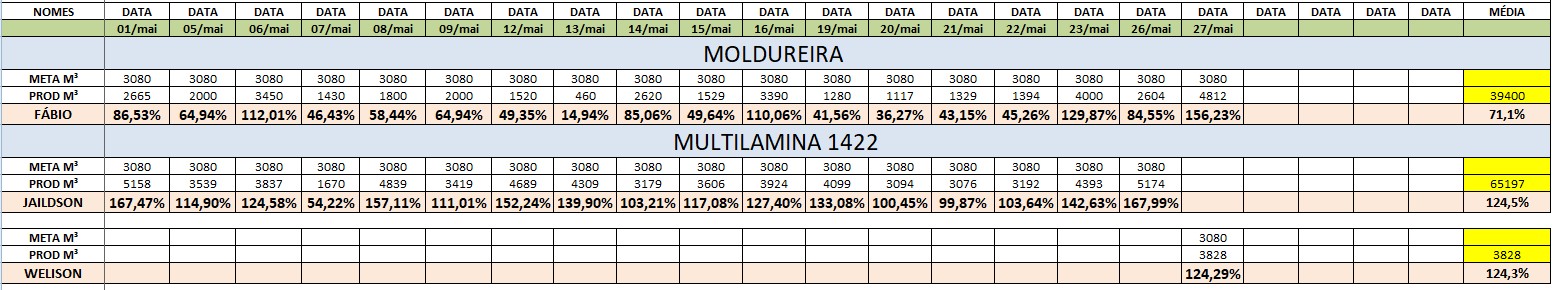 NOMES DATA DATA DATA DATA DATA DATA DATA DATA DATA DATA DATA DATA DATA DATA DATA DATA DATA DATA DATA DATA DATA DATA MÉDIA
01/mai 05/mai 06/mai 07/mai 08/mai 09/mai 12/mai 13/mai 14/mai 15/mai 16/mai 19/mai 20/mai 21/mai 22/mai 23/mai 26/mai 27/mai
MOLDUREIRA
META M³ 3080 3080 3080 3080 3080 3080 3080 3080 3080 3080 3080 3080 3080 3080 3080 3080 3080 3080
PROD M³ 2665 2000 3450 1430 1800 2000 1520 460 2620 1529 3390 1280 1117 1329 1394 4000 2604 4812 39400
FÁBIO 86,53% 64,94% 112,01% 46,43% 58,44% 64,94% 49,35% 14,94% 85,06% 49,64% 110,06% 41,56% 36,27% 43,15% 45,26% 129,87% 84,55% 156,23% 71,1%
MULTILAMINA 1422
META M³ 3080 3080 3080 3080 3080 3080 3080 3080 3080 3080 3080 3080 3080 3080 3080 3080 3080
PROD M³ 5158 3539 3837 1670 4839 3419 4689 4309 3179 3606 3924 4099 3094 3076 3192 4393 5174 65197
JAILDSON 167,47% 114,90% 124,58% 54,22% 157,11% 111,01% 152,24% 139,90% 103,21% 117,08% 127,40% 133,08% 100,45% 99,87% 103,64% 142,63% 167,99% 124,5%
META M³ 3080
PROD M³ 3828 3828
WELISON 124,29% 124,3%